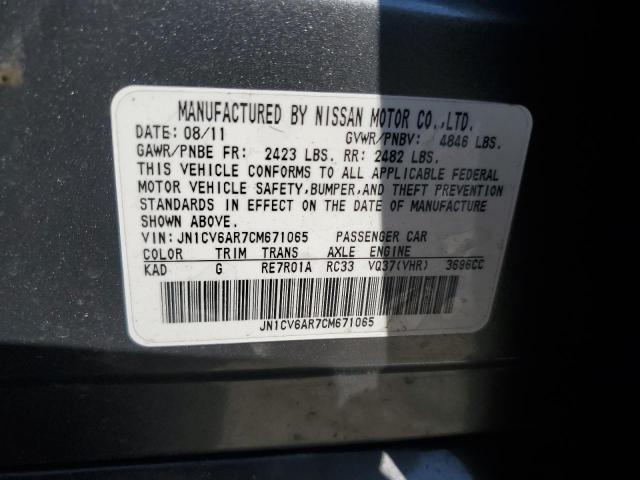 MANUFACTURED BY NISSAN MOTOR CO.,LTD.
DATE: 08/11 GVWR/PNBV: 4846 LBS.
GAWR/PNBE FR: 2423 LBS. RR: 2482 LBS.
THIS VEHICLE CONFORMS TO ALL APPLICABLE FEDERAL
MOTOR VEHICLE SAFETY,BUMPER,AND THEFT PREVENTION
STANDARDS IN EFFECT ON THE DATE OF MANUFACTURE
SHOWN ABOVE.
VIN: JN1CV6AR7CM671065 PASSENGER CAR
COLOR TRIM TRANS AXLE ENGINE
KAD G RE7R01A RC33 VQ37(VHR) 3696CC
JN1CV6AR7CM671065